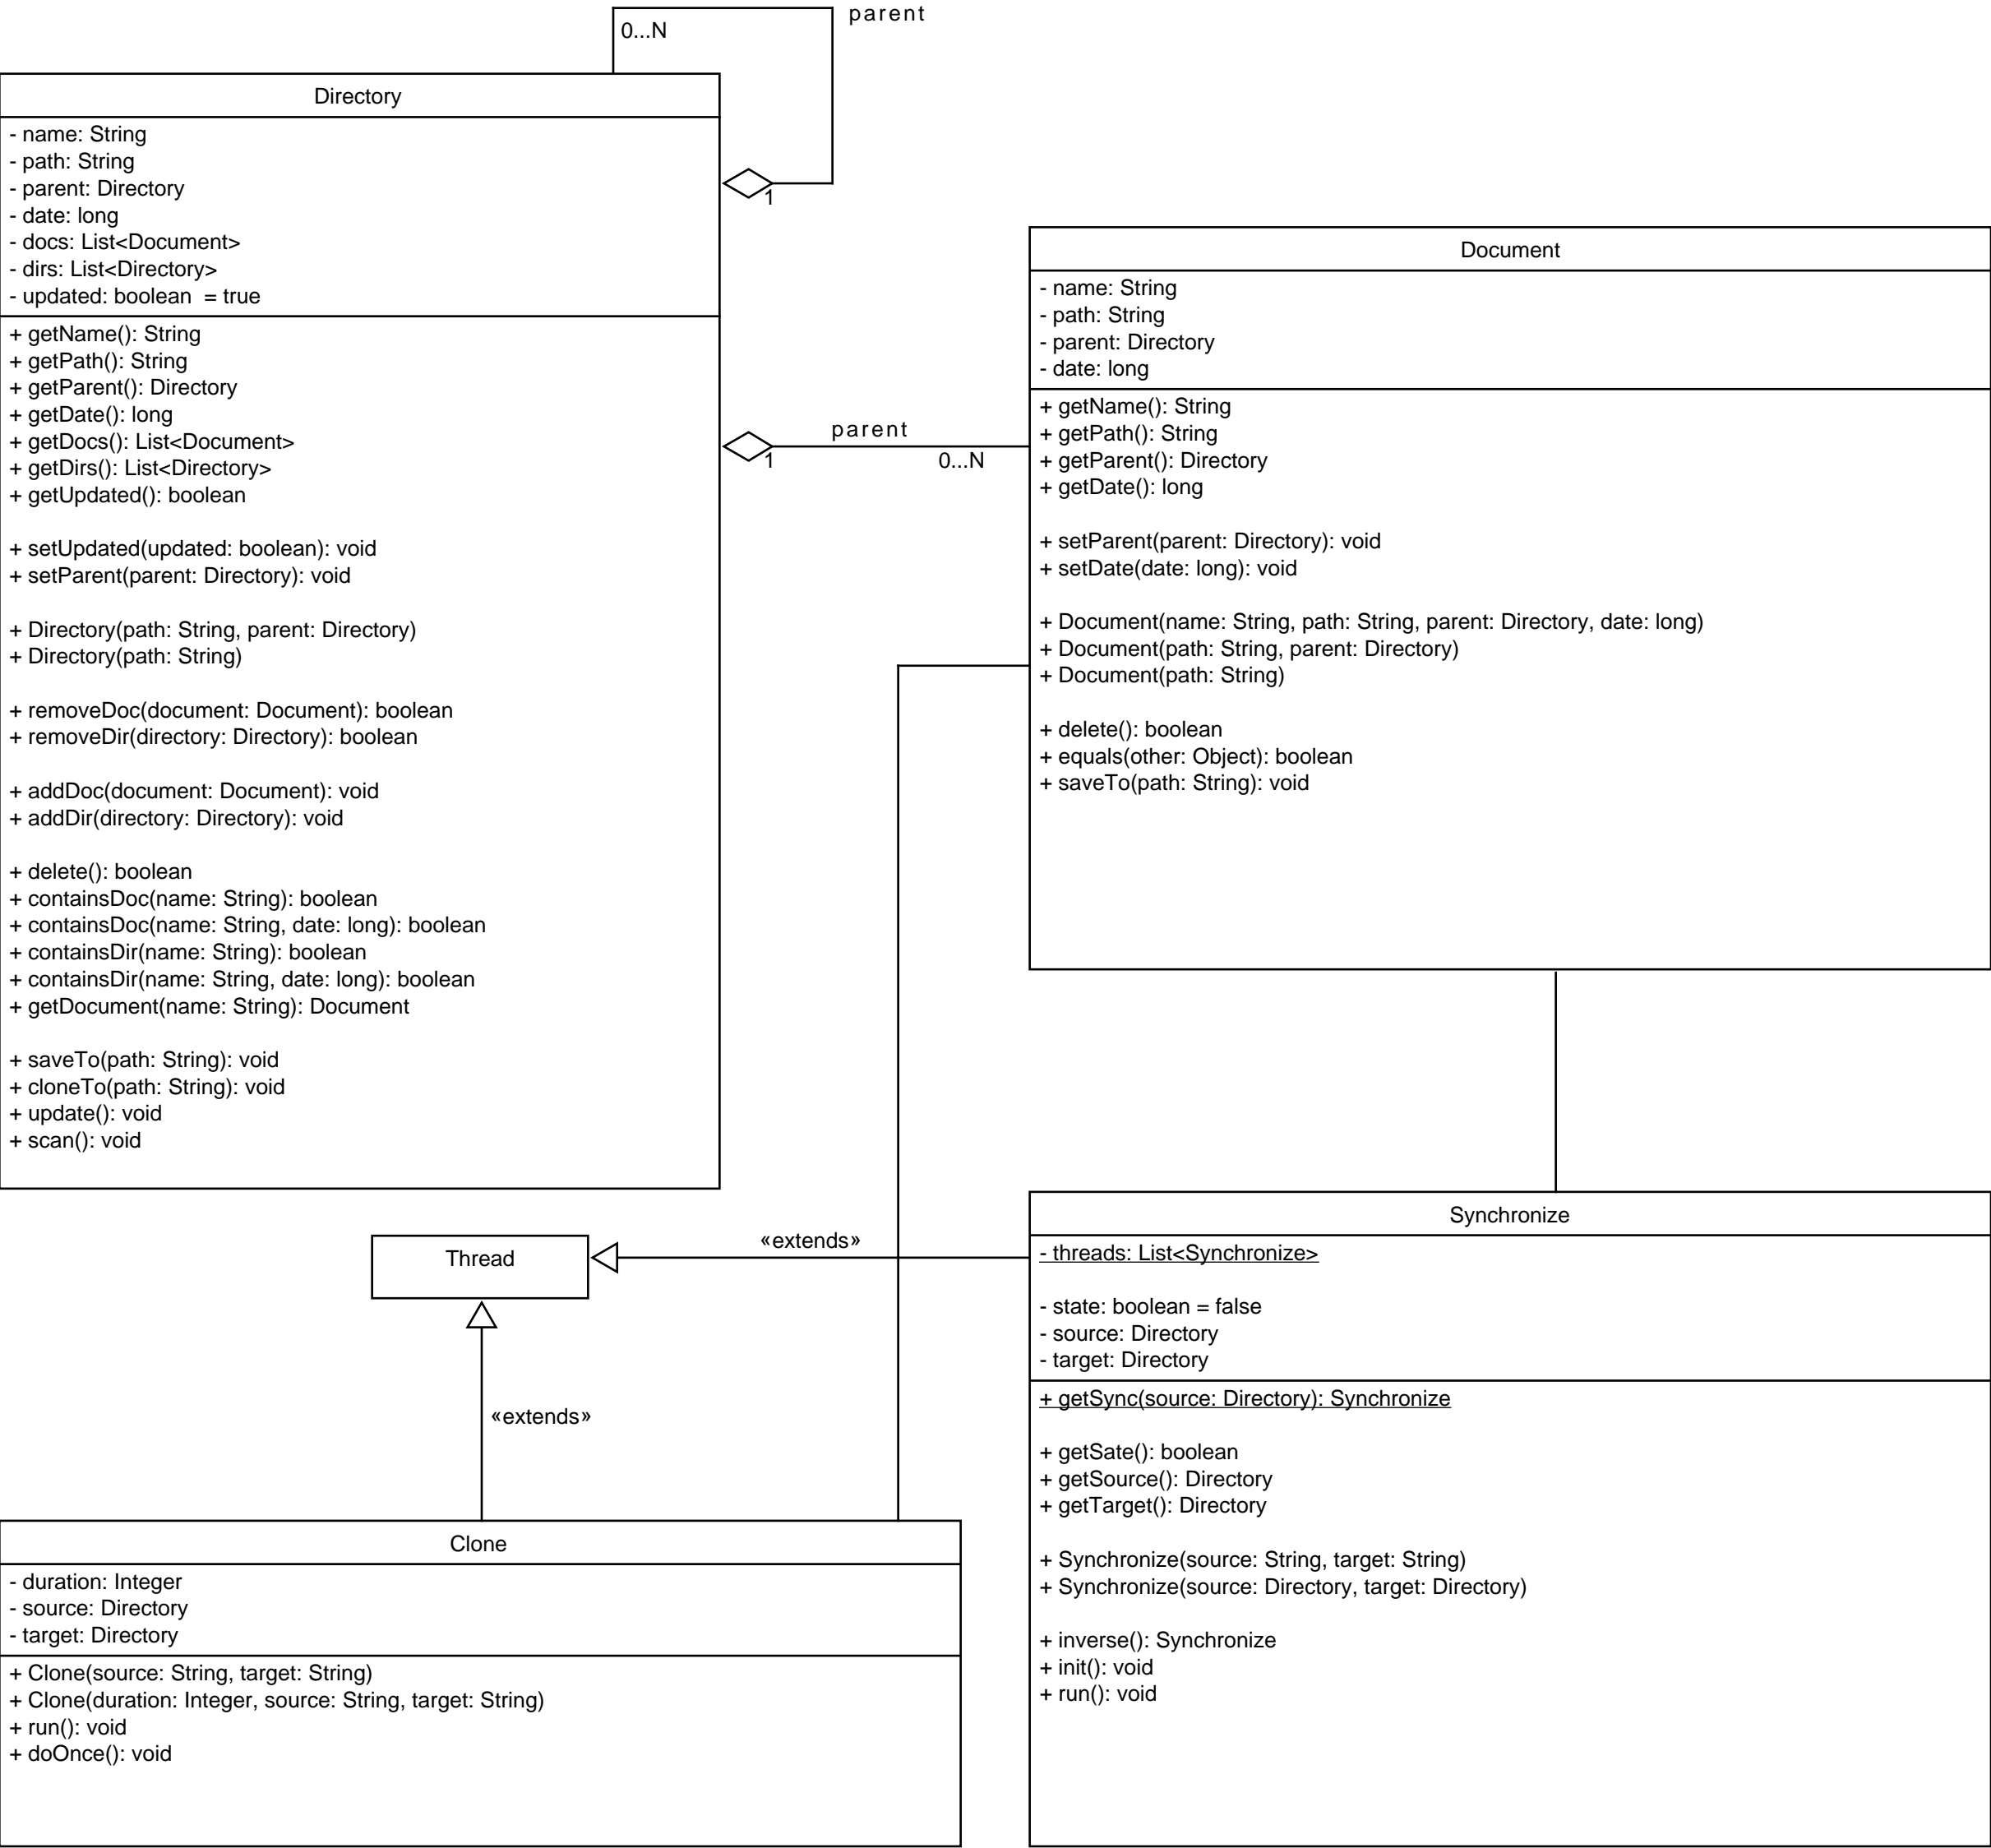 parent
0...N
Directory
- name: String
- path: String
- parent: Directory
- date: long
- docs: List<Document>
- dirs: List<Directory>
- updated: boolean  = true
1
+ getName(): String
+ getPath(): String
+ getParent(): Directory
+ getDate(): long
+ getDocs(): List<Document>
+ getDirs(): List<Directory>
+ getUpdated(): boolean
+ setUpdated(updated: boolean): void
+ setParent(parent: Directory): void
+ Directory(path: String, parent: Directory)
+ Directory(path: String)
+ removeDoc(document: Document): boolean
+ removeDir(directory: Directory): boolean
+ addDoc(document: Document): void
+ addDir(directory: Directory): void
+ delete(): boolean
+ containsDoc(name: String): boolean
+ containsDoc(name: String, date: long): boolean
+ containsDir(name: String): boolean
+ containsDir(name: String, date: long): boolean
+ getDocument(name: String): Document
+ saveTo(path: String): void
+ cloneTo(path: String): void
+ update(): void
+ scan(): void
parent
1
0...N
Document
- name: String
- path: String
- parent: Directory
- date: long
+ getName(): String
+ getPath(): String
+ getParent(): Directory
+ getDate(): long
+ setParent(parent: Directory): void
+ setDate(date: long): void
+ Document(name: String, path: String, parent: Directory, date: long)
+ Document(path: String, parent: Directory)
+ Document(path: String)
+ delete(): boolean
+ equals(other: Object): boolean
+ saveTo(path: String): void
Thread
«extends»
«extends»
Synchronize
- threads: List<Synchronize>
- state: boolean = false
- source: Directory
- target: Directory
+ getSync(source: Directory): Synchronize
+ getSate(): boolean
+ getSource(): Directory
+ getTarget(): Directory
+ Synchronize(source: String, target: String)
+ Synchronize(source: Directory, target: Directory)
+ inverse(): Synchronize
+ init(): void
+ run(): void
Clone
- duration: Integer
- source: Directory
- target: Directory
+ Clone(source: String, target: String)
+ Clone(duration: Integer, source: String, target: String)
+ run(): void
+ doOnce(): void